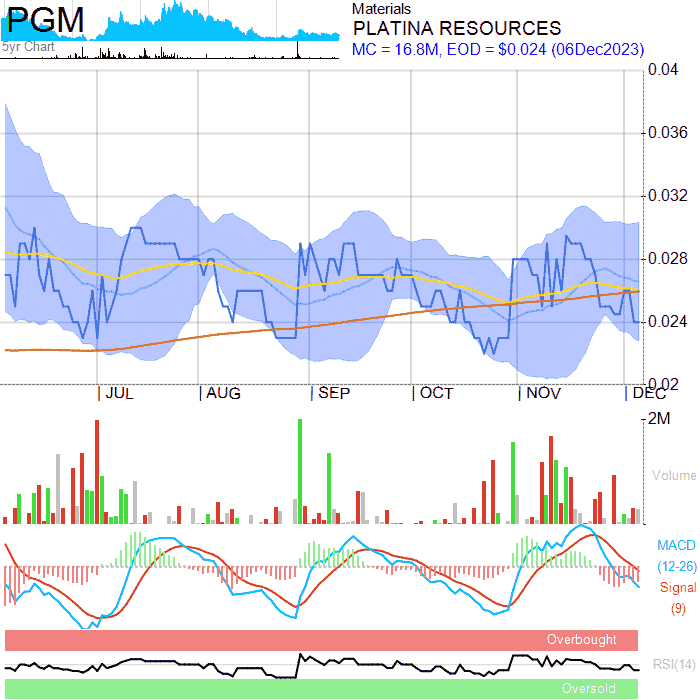 PGM
5yr Chart
Materials
PLATINA RESOURCES
MC = 16.8M, EOD = $0.024 (06Dec2023)
0.04
0.036
0.032
0.028
0.024
0.02
JUL
AUG
SEP
OCT
NOV
DEC
2M
Volume
MACD
(12-26)
Signal
(9)
Overbought
RSI(14)
Oversold